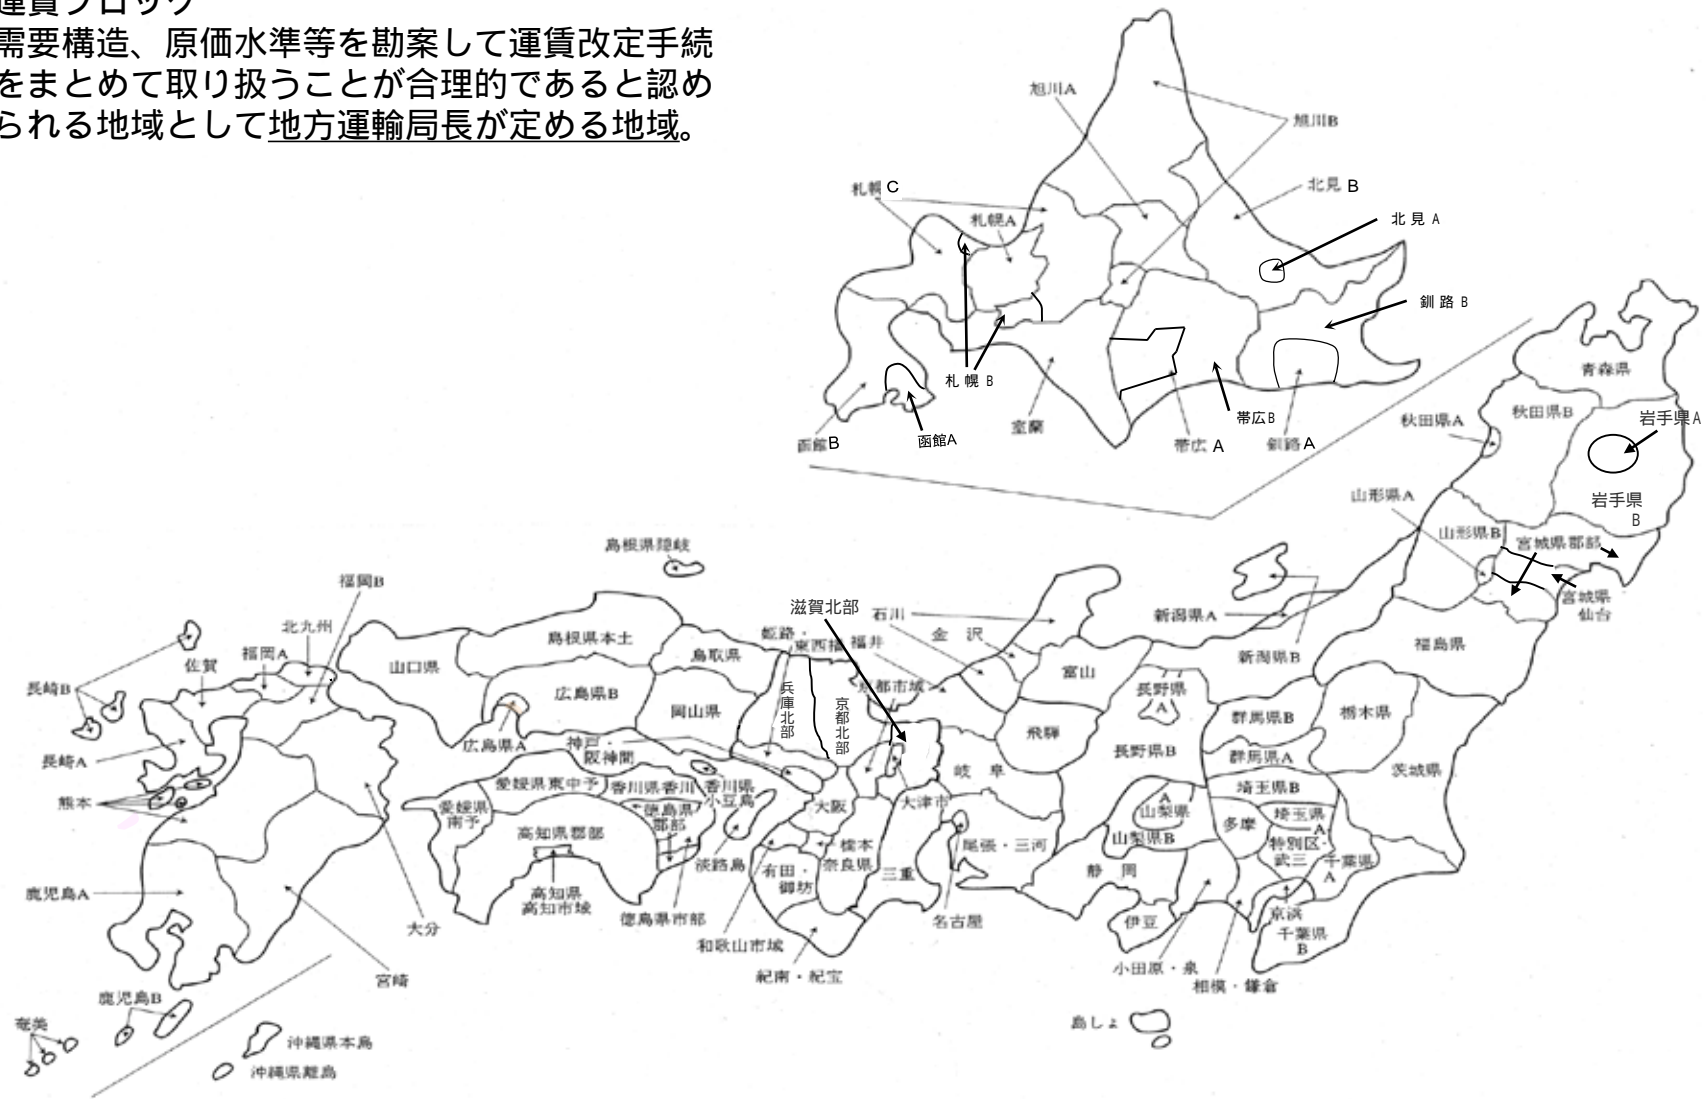 運賃ブロック
需要構造、原価水準等を勘案して運賃改定手続
をまとめて取り扱うことが合理的であると認め
られる地域として地方運輸局長が定める地域。
旭川A
旭川B
札幌C
北見B
札幌A
北見A
釧路B
札幌B
函館B
函館A
室蘭
帯広B
帯広A
釧路A
青森県
秋田県A
秋田県B
岩手県A
岩手県
B
山形県A
山形県B
宮城県郡部
宮城県
仙台
福島県
島根県隠岐
福岡B
北九州
福岡A
佐賀
長崎B
長崎A
熊本
鹿児島A
大分
宮崎
鹿児島B
奄美
沖縄県本島
沖縄県離島
山口県
島根県本土
鳥取県
広島県B
広島県A
岡山県
姫路・
東西播
兵庫北部
京都北部
滋賀北部
京都市域
福井
石川
金沢
富山
新潟県A
新潟県B
長野県
A
長野県B
飛騨
岐阜
群馬県B
群馬県A
栃木県
茨城県
埼玉県B
埼玉県
A
多摩
特別区・
武三
千葉県
A
京浜
千葉県
B
A
山梨県
山梨県B
静岡
伊豆
小田原・泉
相模・鎌倉
島しょ
尾張・三河
名古屋
三重
大津市
大阪
橋本
奈良県
有田・
御坊
和歌山市域
紀南・紀宝
神戸・
阪神間
淡路島
愛媛県東中予
愛媛県
南予
香川県香川
香川県
小豆島
徳島県
郡部
徳島県市部
高知県郡部
高知県
高知市域